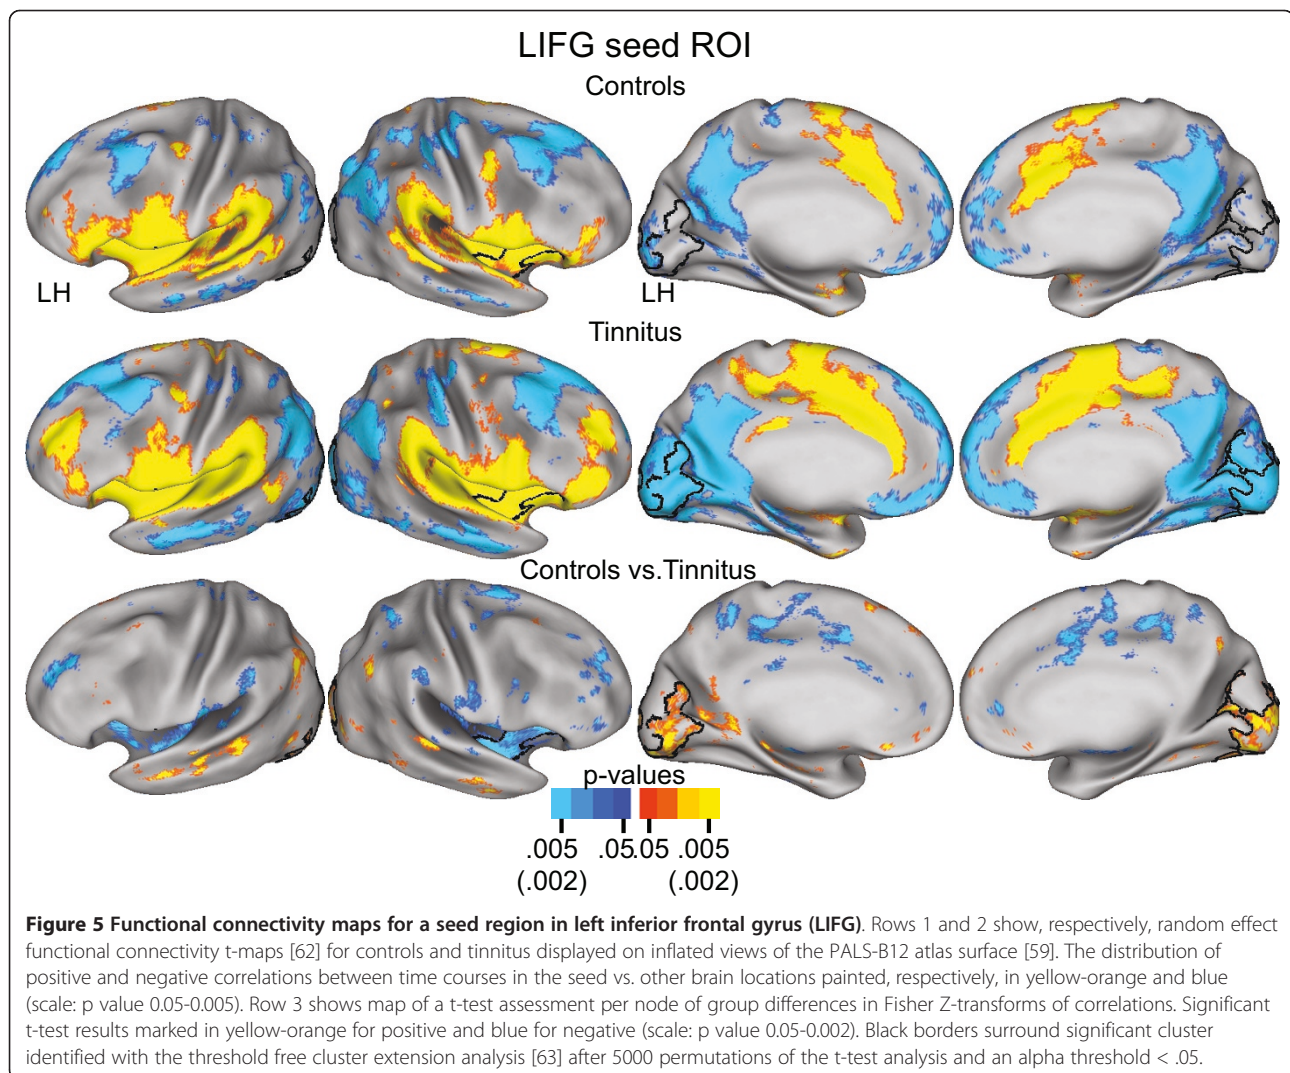 LIFG seed ROI
Controls
LH LH
Tinnitus
Controls vs.Tinnitus
p-values
.005 .05 .05 .005
(.002) (.002)
Figure 5 Functional connectivity maps for a seed region in left inferior frontal gyrus (LIFG). Rows 1 and 2 show, respectively, random effect
functional connectivity t-maps [62] for controls and tinnitus displayed on inflated views of the PALS-B12 atlas surface [59]. The distribution of
positive and negative correlations between time courses in the seed vs. other brain locations painted, respectively, in yellow-orange and blue
(scale: p value 0.05-0.005). Row 3 shows map of a t-test assessment per node of group differences in Fisher Z-transforms of correlations. Significant
t-test results marked in yellow-orange for positive and blue for negative (scale: p value 0.05-0.002). Black borders surround significant cluster
identified with the threshold free cluster extension analysis [63] after 5000 permutations of the t-test analysis and an alpha threshold < .05.